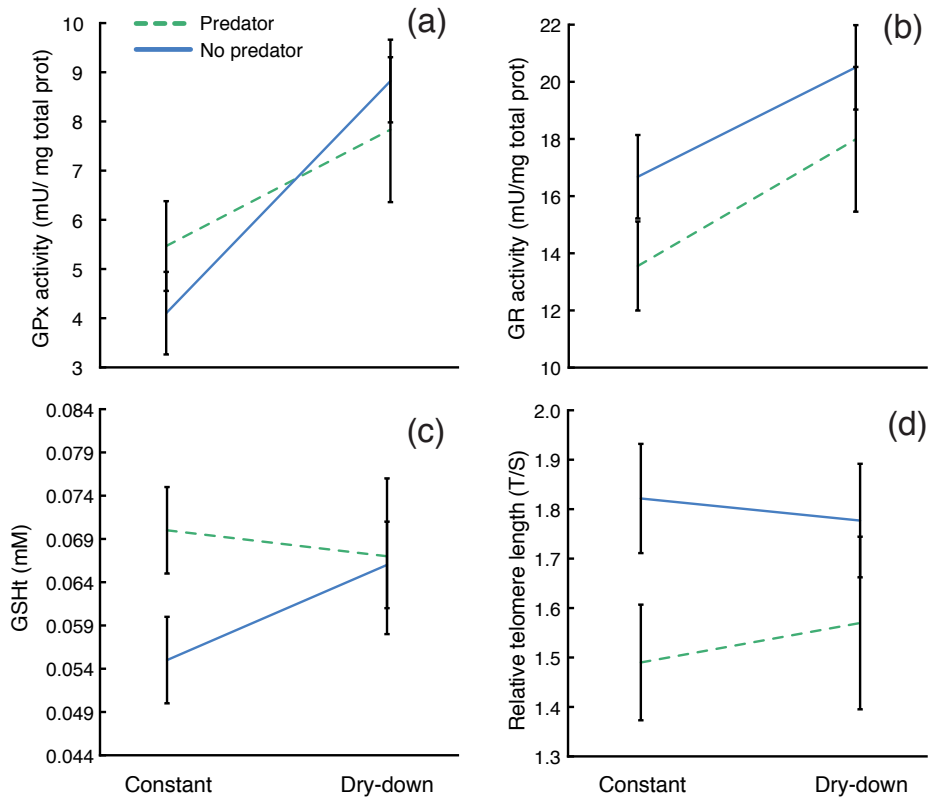 (a)
Predator
No predator
GPx activity (mU/ mg total prot)
10
9
8
7
6
5
4
3
(b)
GR activity (mU/mg total prot)
22
20
18
16
14
12
10
(c)
GSHt (mM)
0.084
0.079
0.074
0.069
0.064
0.059
0.054
0.049
0.044
Constant Dry-down
(d)
Relative telomere length (T/S)
2.0
1.9
1.8
1.7
1.6
1.5
1.4
1.3
Constant Dry-down